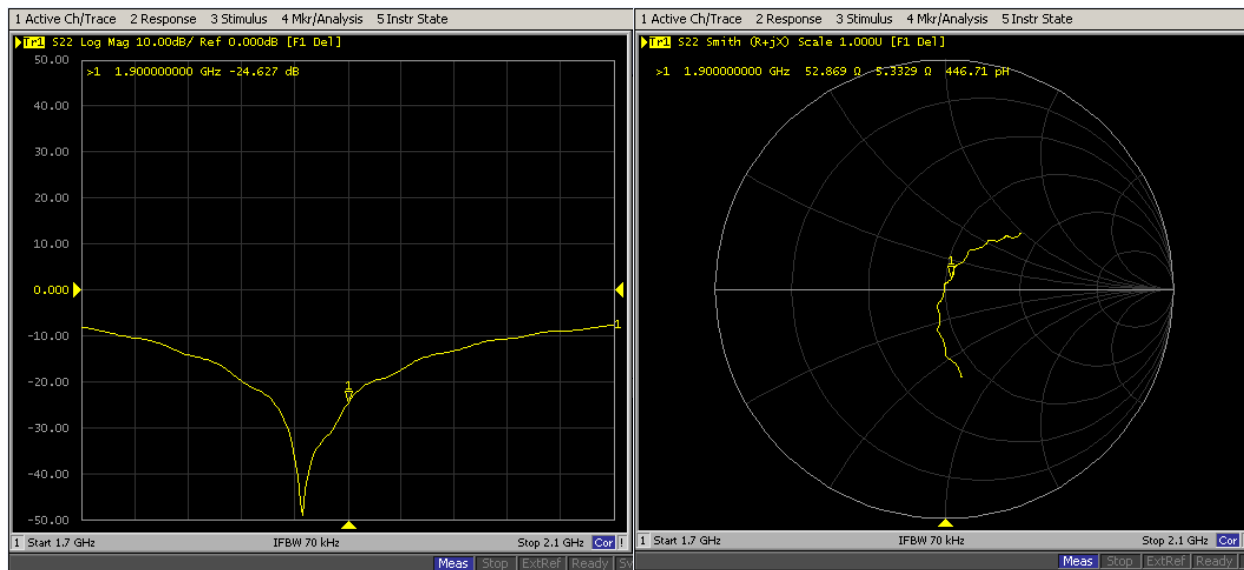 1 Active Ch/Trace 2 Response 3 Stimulus 4 Mkr/Analysis 5 Instr State
Tr1 S22 Log Mag 10.00dB/ Ref 0.000dB [F1 Del]
50.00
>1 1.900000000 GHz -24.627 dB
40.00
30.00
20.00
10.00
0.000
-10.00
1
-20.00
1
-30.00
-40.00
-50.00
1 Start 1.7 GHz IFBW 70 kHz Stop 2.1 GHz Cor !
Meas Stop ExtRef Ready Sv
1 Active Ch/Trace 2 Response 3 Stimulus 4 Mkr/Analysis 5 Instr State
Tr1 S22 Smith (R+jX) Scale 1.000U [F1 Del]
>1 1.900000000 GHz 52.869 Ω 5.3329 Ω 446.71 pH
1
1 Start 1.7 GHz IFBW 70 kHz Stop 2.1 GHz Cor
Meas Stop ExtRef Ready